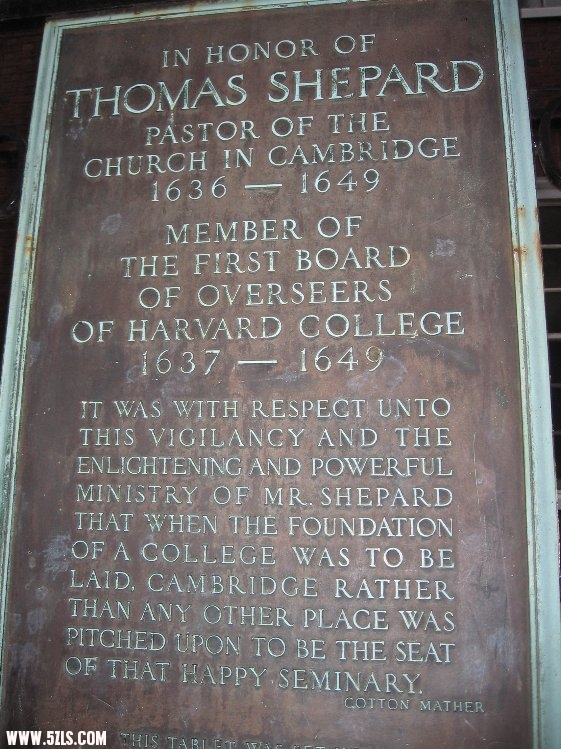 IN HONOR OF
THOMAS SHEPARD
PASTOR OF THE
CHURCH IN CAMBRIDGE
1636 — 1649
MEMBER OF
THE FIRST BOARD
OF OVERSEERS
OF HARVARD COLLEGE
1637 — 1649
IT WAS WITH RESPECT UNTO
THIS VIGILANCY AND THE
ENLIGHTENING AND POWERFUL
MINISTRY OF MR. SHEPARD
THAT WHEN THE FOUNDATION
OF A COLLEGE WAS TO BE
LAID, CAMBRIDGE RATHER
THAN ANY OTHER PLACE WAS
PITCHED UPON TO BE THE SEAT
OF THAT HAPPY SEMINARY.
COTTON MATHER
THIS TABLET WAS
WWW.5ZLS.COM